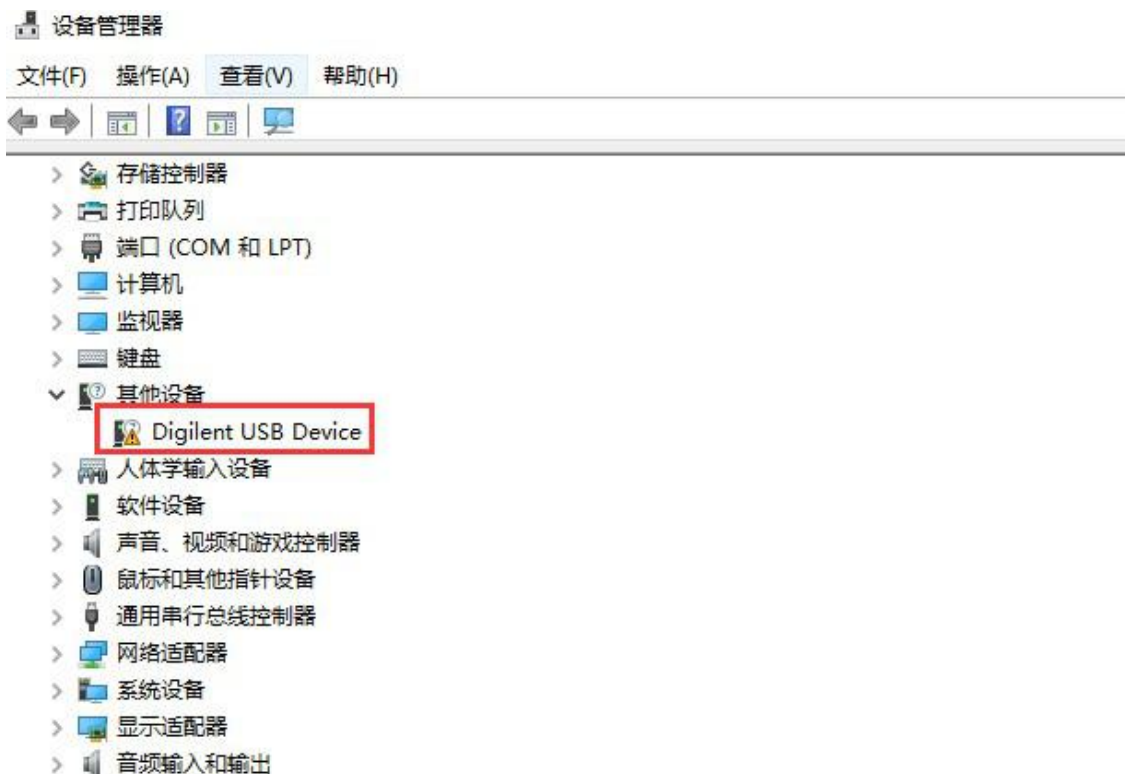 设备管理器
文件(F) 操作(A) 查看(V) 帮助(H)
存储控制器
打印队列
端口 (COM 和 LPT)
计算机
监视器
键盘
其他设备
Digilent USB Device
人体学输入设备
软件设备
声音、视频和游戏控制器
鼠标和其他指针设备
通用串行总线控制器
网络适配器
系统设备
显示适配器
音频输入和输出